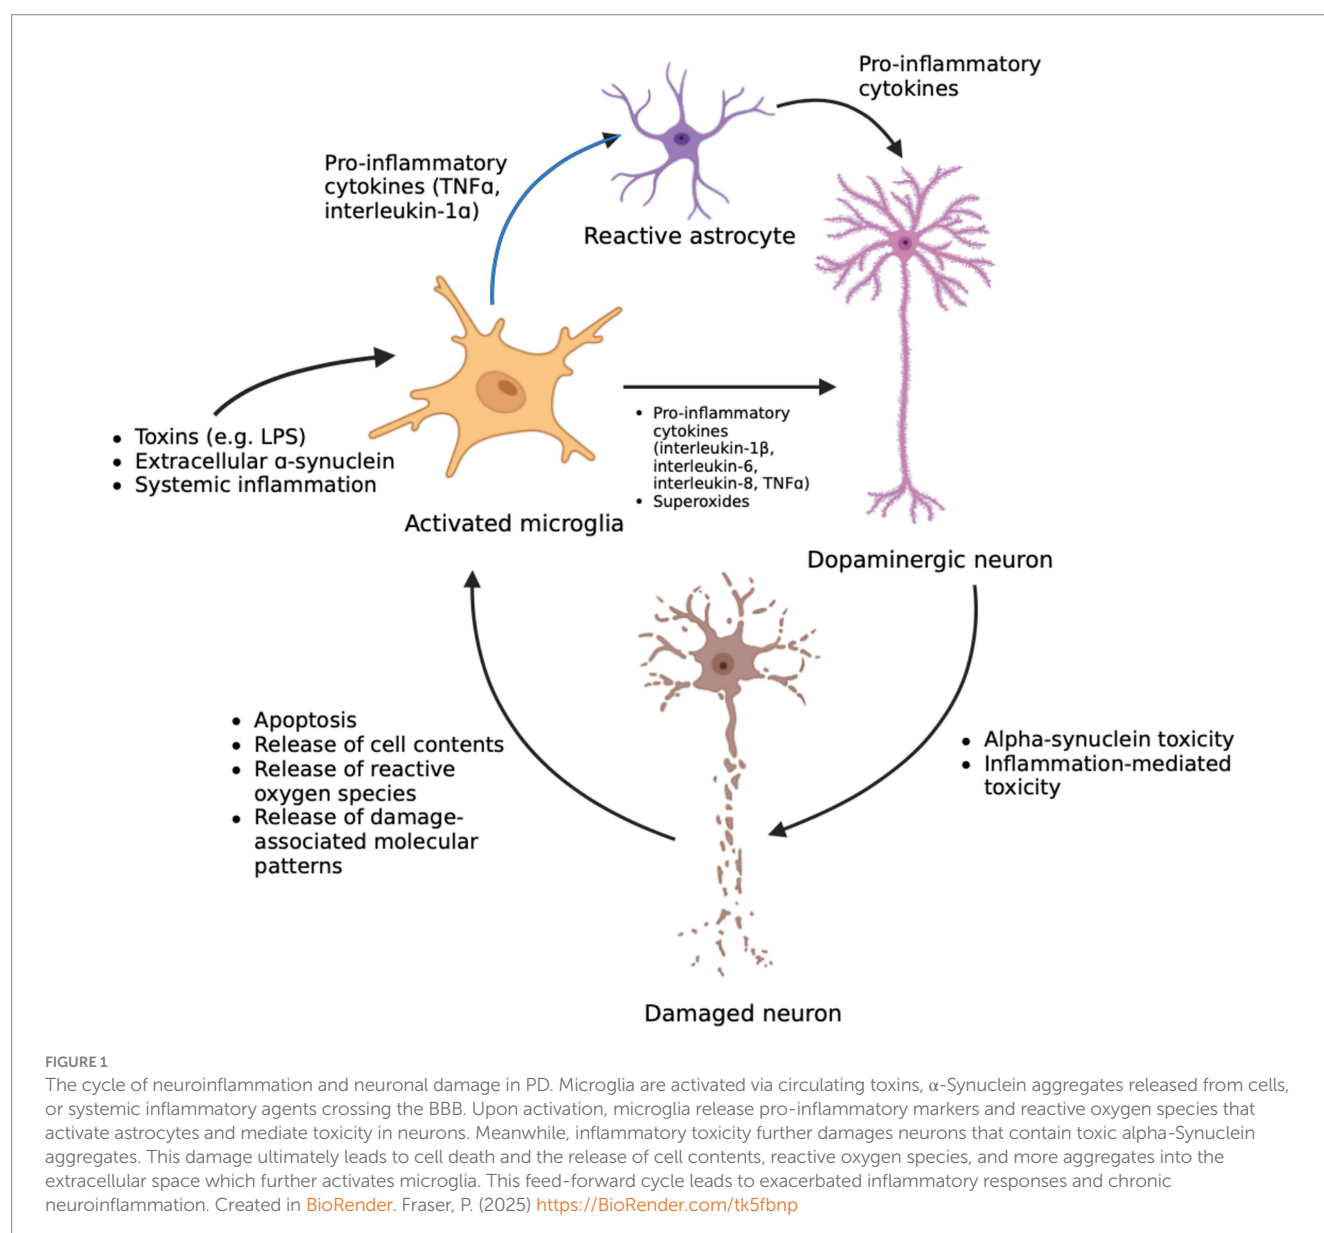 Pro-inflammatory
cytokines
Pro-inflammatory
cytokines (TNFα,
interleukin-1α)
Reactive astrocyte
• Toxins (e.g. LPS)
• Extracellular α-synuclein
• Systemic inflammation
• Pro-inflammatory
cytokines
(interleukin-1β,
interleukin-6,
interleukin-8, TNFα)
• Superoxides
Activated microglia
Dopaminergic neuron
• Apoptosis
• Release of cell contents
• Release of reactive
oxygen species
• Release of damage-
associated molecular
patterns
• Alpha-synuclein toxicity
• Inflammation-mediated
toxicity
Damaged neuron
FIGURE 1
The cycle of neuroinflammation and neuronal damage in PD. Microglia are activated via circulating toxins, α-Synuclein aggregates released from cells,
or systemic inflammatory agents crossing the BBB. Upon activation, microglia release pro-inflammatory markers and reactive oxygen species that
activate astrocytes and mediate toxicity in neurons. Meanwhile, inflammatory toxicity further damages neurons that contain toxic alpha-Synuclein
aggregates. This damage ultimately leads to cell death and the release of cell contents, reactive oxygen species, and more aggregates into the
extracellular space which further activates microglia. This feed-forward cycle leads to exacerbated inflammatory responses and chronic
neuroinflammation. Created in BioRender. Fraser, P. (2025) https://BioRender.com/tk5fbnp